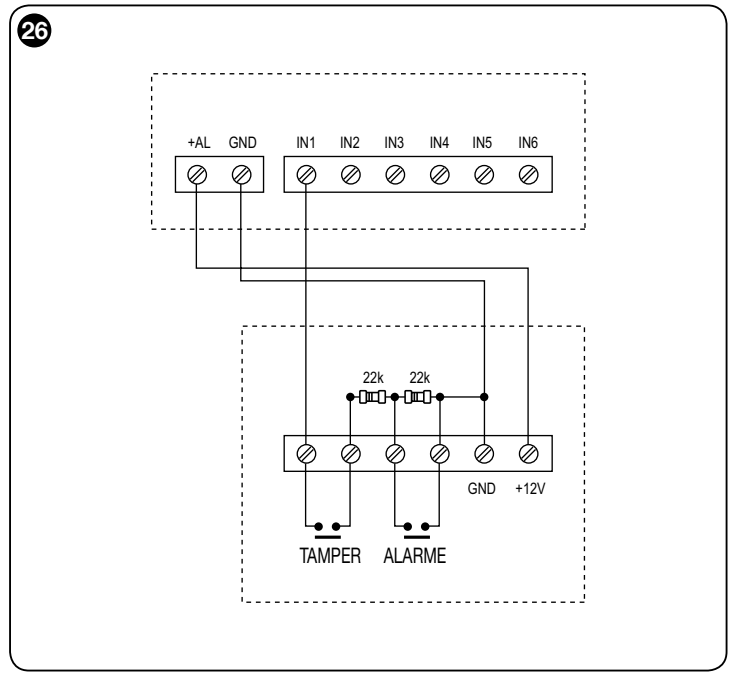 26
+AL GND IN1 IN2 IN3 IN4 IN5 IN6
22k 22k
GND +12V
TAMPER ALARME